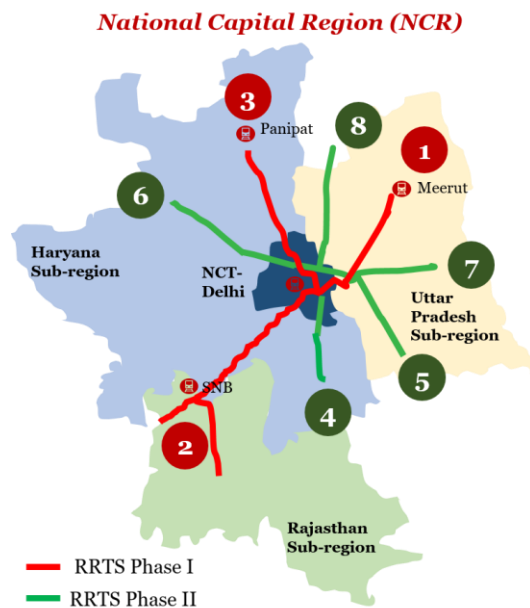 National Capital Region (NCR)
3
Panipat
8
1
Meerut
6
Haryana
Sub-region
NCT-
Delhi
7
Uttar
Pradesh
Sub-region
5
SNB
4
2
Rajasthan
Sub-region
RRTS Phase I
RRTS Phase II